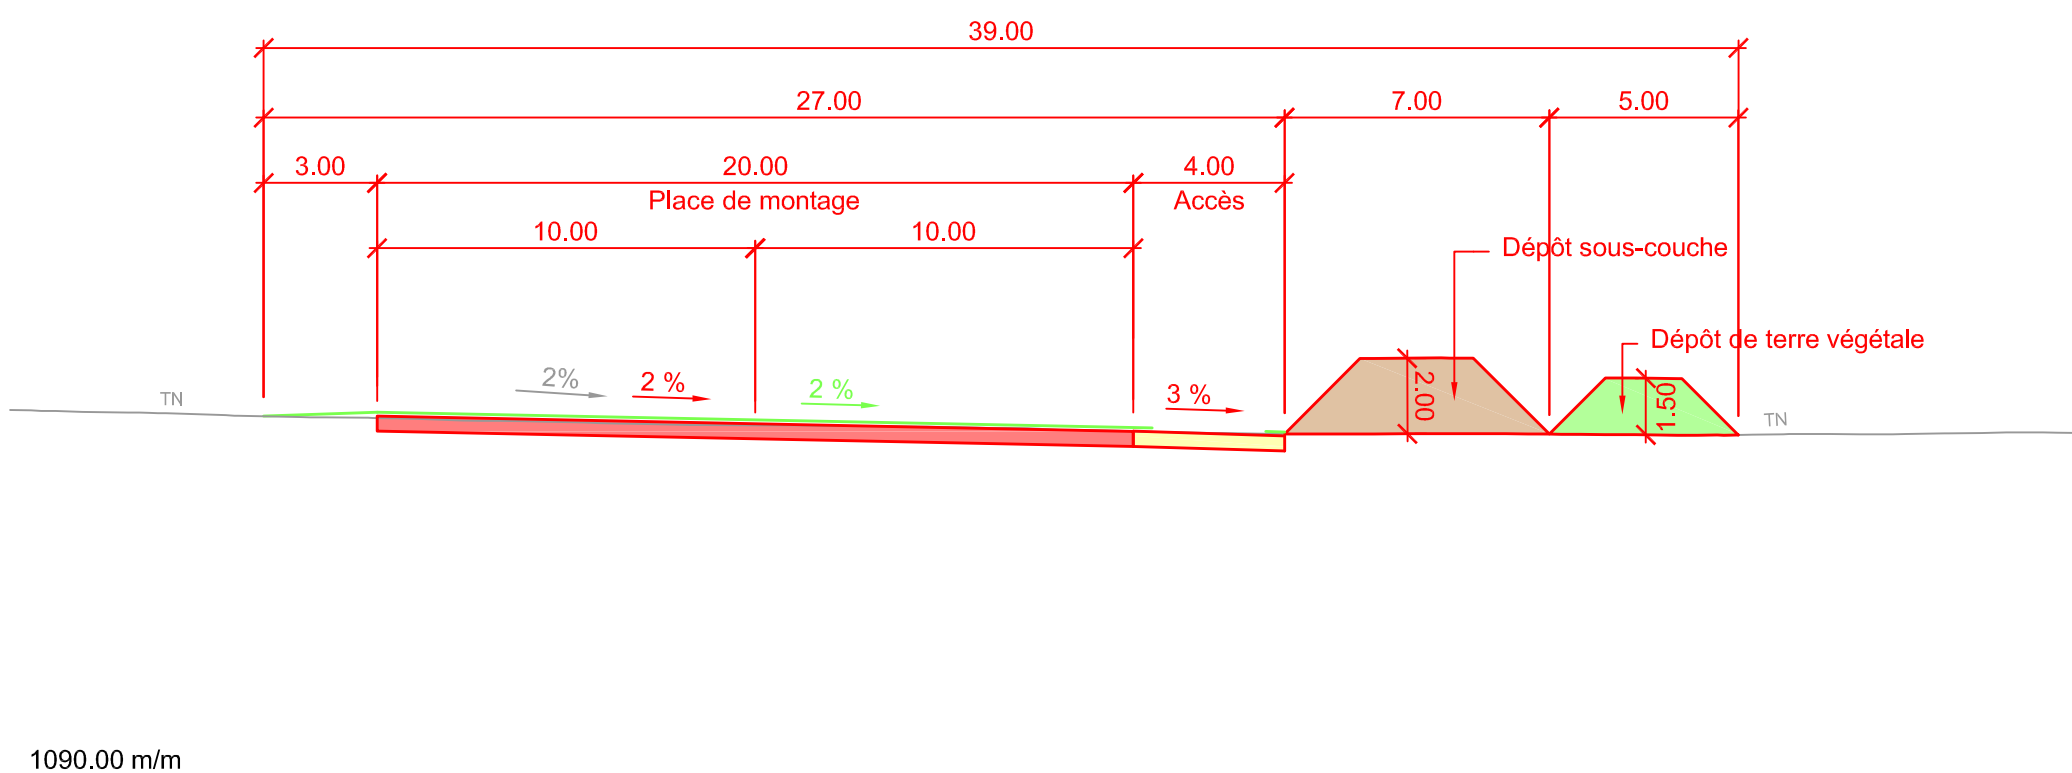 39.00
27.00
7.00
5.00
3.00
20.00
4.00
Place de montage
Accès
10.00
10.00
Dépôt sous-couche
Dépôt de terre végétale
TN
2%
2 %
2 %
3 %
2.00
1.50
TN
1090.00 m/m